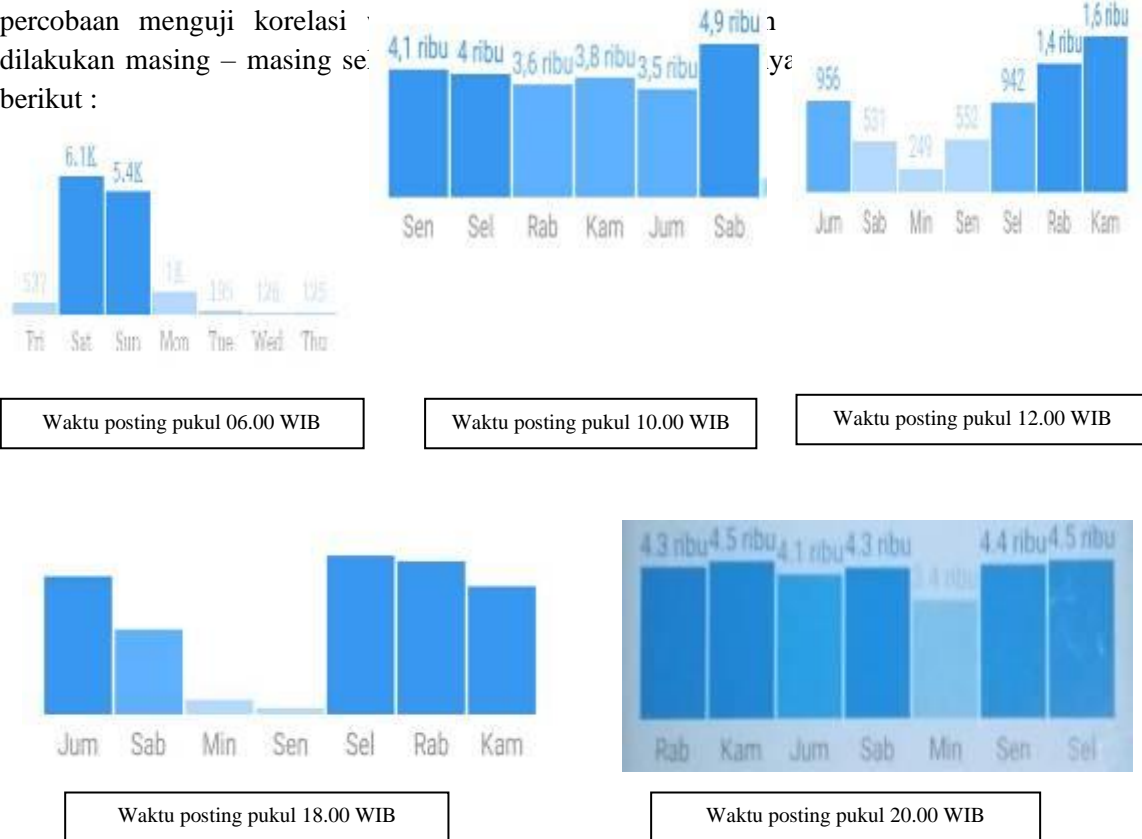 percobaan menguji korelasi
dilakukan masing – masing
berikut :
6.1K 5.4K
1K
Fri Sat Sun Mon Tue Wed Thu
4,1 ribu 4 ribu 3,6 ribu 3,8 ribu 3,5 ribu 4,9 ribu
Sen Sel Rab Kam Jum Sab
956 531 249 552 942 1,4 ribu 1,6 ribu
Jum Sab Min Sen Sel Rab Kam
Waktu posting pukul 06.00 WIB
Waktu posting pukul 10.00 WIB
Waktu posting pukul 12.00 WIB
Jum Sab Min Sen Sel Rab Kam
4.3 ribu 4.5 ribu 4.1 ribu 4.3 ribu 4.4 ribu 4.5 ribu
Rab Kam Jum Sab Min Sen Sel
Waktu posting pukul 18.00 WIB
Waktu posting pukul 20.00 WIB